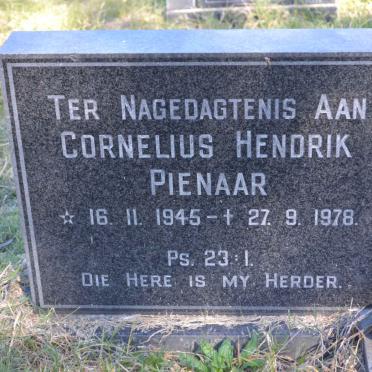 Ter Nagedagtenis Aan
Cornelius Hendrik
Pienaar
☆ 16. 11. 1945 - † 27. 9. 1978.
Ps. 23:1.
Die Here is my Herder.